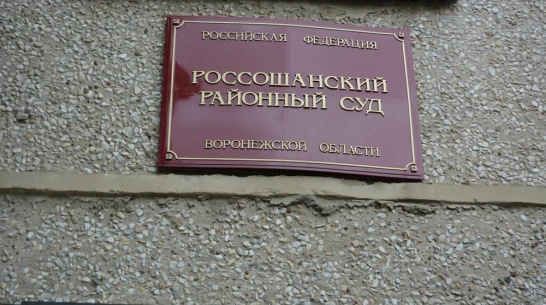 РОССИЙСКАЯ ФЕДЕРАЦИЯ
РОССОШАНСКИЙ
РАЙОННЫЙ СУД
ВОРОНЕЖСКОЙ ОБЛАСТИ